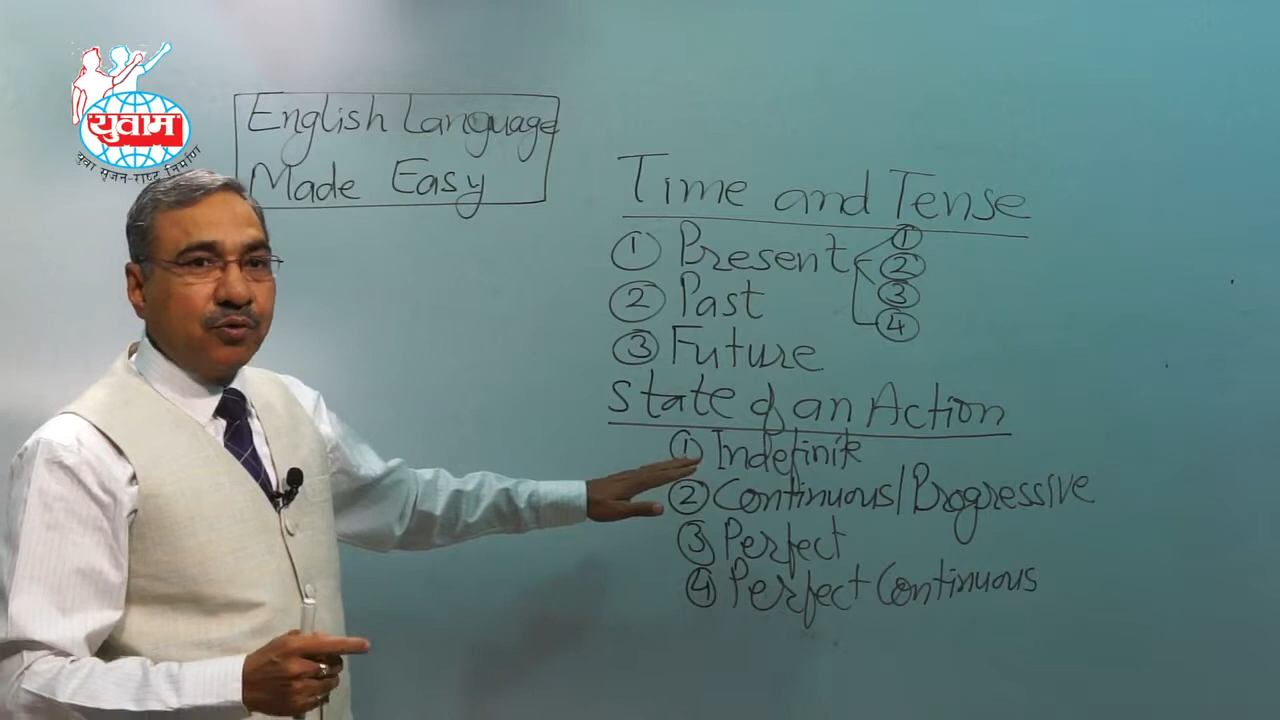 युवाम
युवा सृजन-राष्ट्र निर्माण
English Language
Made Easy
Time and Tense
① Present
①
②
③
④
② Past
③ Future
State of an Action
① Indefinite
② Continuous/Progressive
③ Perfect
④ Perfect Continuous